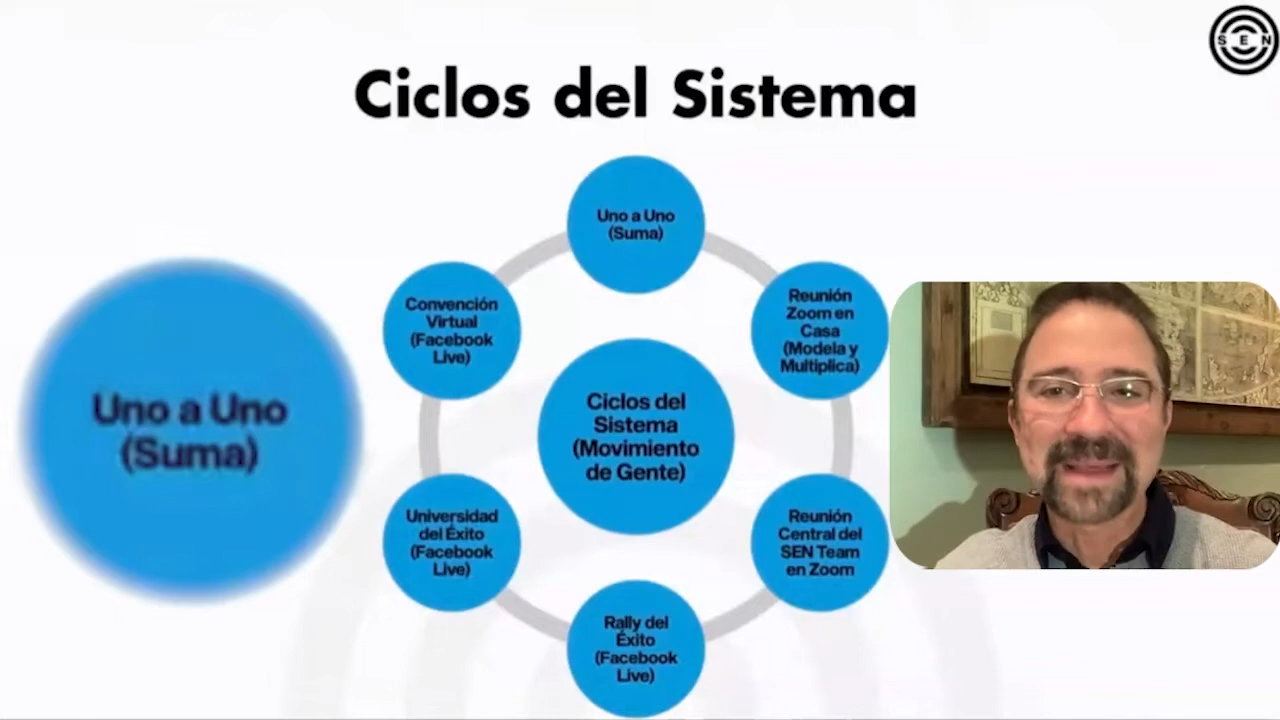 SEN
Ciclos del Sistema
Uno a Uno
(Suma)
Uno a Uno
(Suma)
Reunión
Zoom en
Casa
(Modela y
Multiplica)
Reunión
Central del
SEN Team
en Zoom
Rally del
Éxito
(Facebook
Live)
Universidad
del Éxito
(Facebook
Live)
Convención
Virtual
(Facebook
Live)
Ciclos del
Sistema
(Movimiento
de Gente)